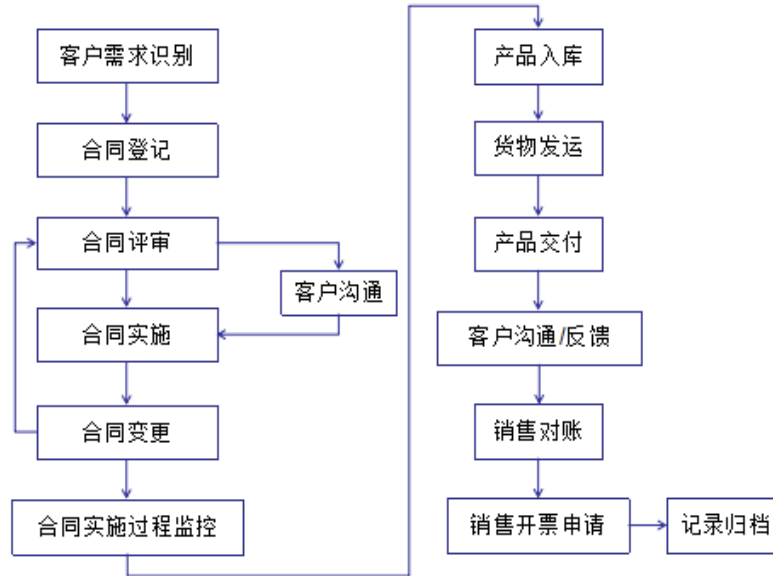 客户需求识别
合同登记
合同评审
客户沟通
合同实施
合同变更
合同实施过程监控
产品入库
货物发运
产品交付
客户沟通/反馈
销售对账
销售开票申请
记录归档